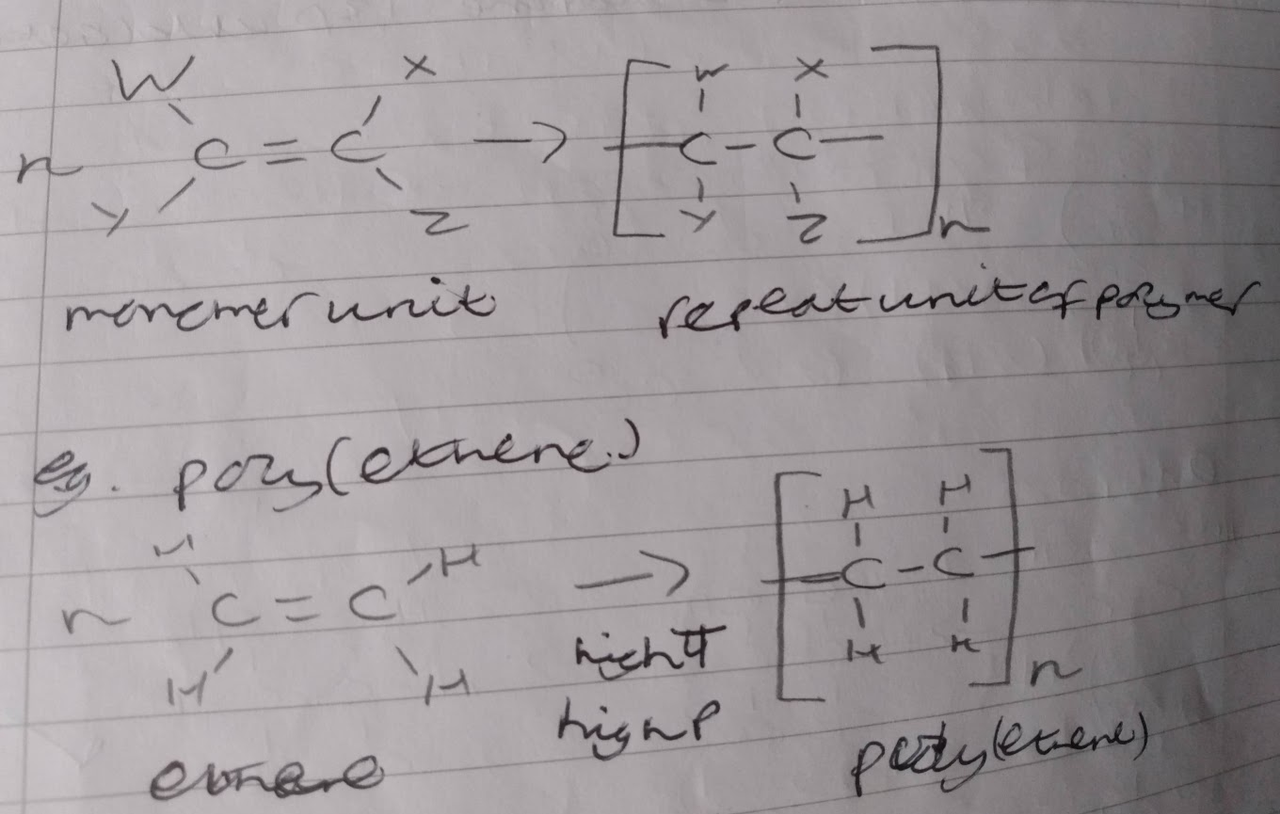 W X W X
n C = C → [ — C – C — ]n
Y Z Y Z
monomer unit repeat unit of polymer
eg. poly(ethene)
H H H H
n C = C → [ — C – C — ]n
H H high T H H
high P
ethene poly(ethene)